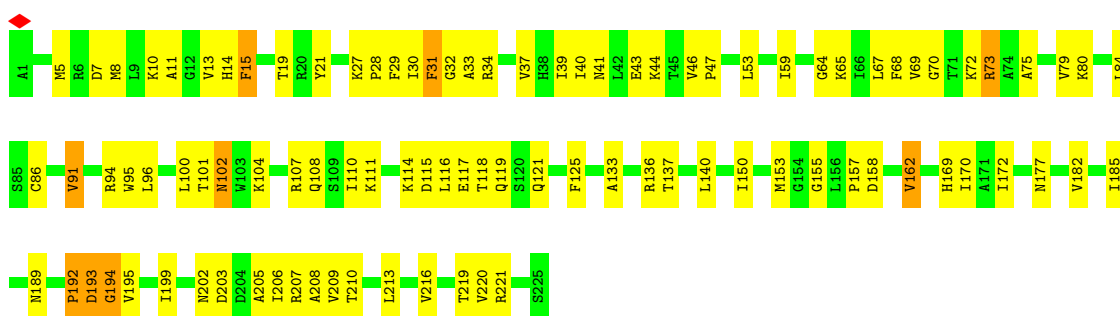 A1 M5 R6 D7 M8 L9 K10 A11 G12 V13 H14 F15 T19 R20 Y21 K27 P28 F29 I30 F31 G32 A33 R34 V37 H38 I39 I40 N41 L42 E43 K44 T45 V46 P47 L53 I59 G64 K65 I66 L67 F68 V69 G70 T71 K72 R73 A74 A75 V79 K80 L84
S85 C86 V91 R94 W95 L96 L100 T101 N102 W103 K104 R107 Q108 S109 I110 K111 K114 D115 L116 E117 T118 Q119 S120 Q121 F125 A133 R136 T137 L140 I150 M153 G154 G155 L156 P157 D158 V162 H169 I170 A171 I172 N177 V182 I185
N189 P192 D193 G194 V195 I199 N202 D203 D204 A205 I206 R207 A208 V209 T210 L213 V216 T219 V220 R221 S225